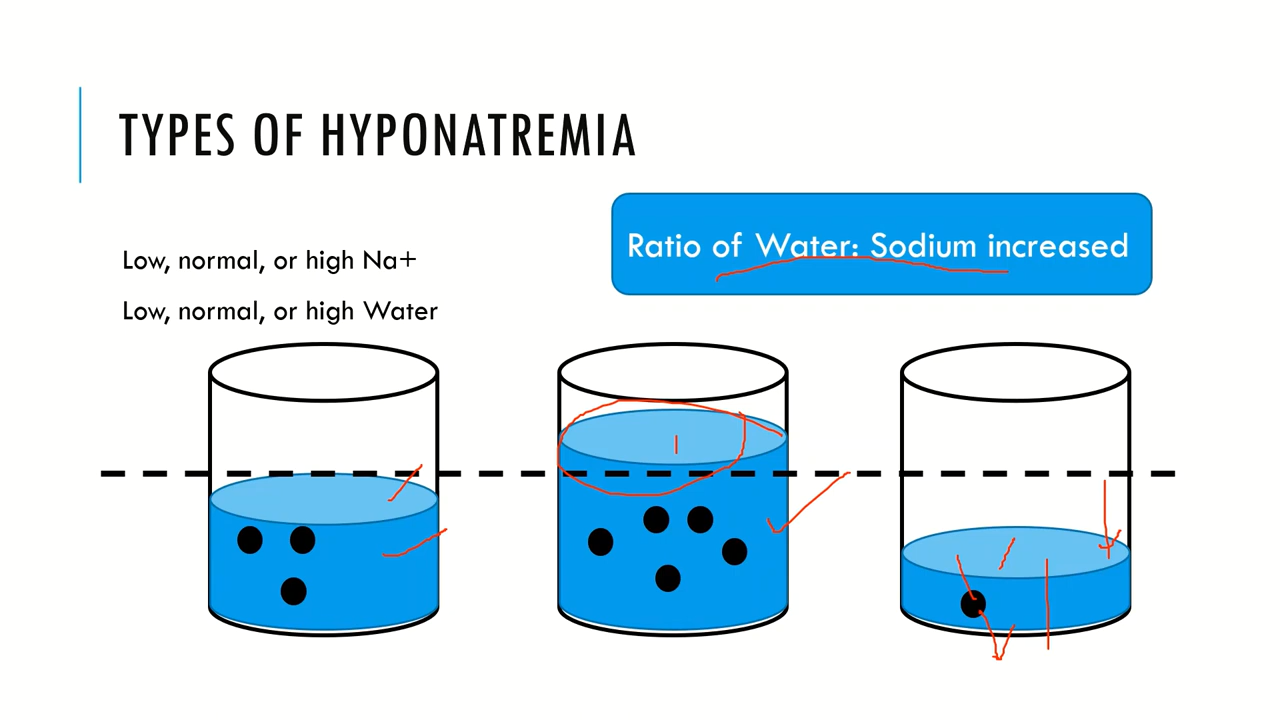 TYPES OF HYPONATREMIA
Ratio of Water: Sodium increased
Low, normal, or high Na+
Low, normal, or high Water